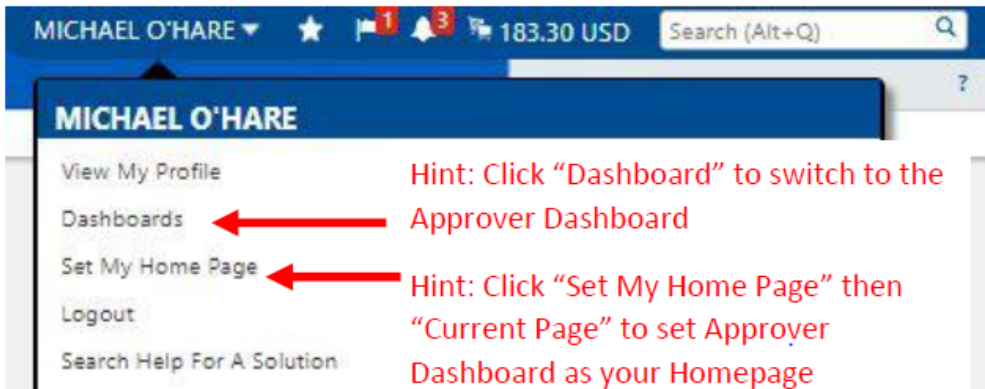 MICHAEL O'HARE 1 3 183.30 USD Search (Alt+Q)
?
MICHAEL O'HARE
View My Profile
Dashboards
Set My Home Page
Logout
Search Help For A Solution
Hint: Click “Dashboard” to switch to the
Approver Dashboard
Hint: Click “Set My Home Page” then
“Current Page” to set Approver
Dashboard as your Homepage